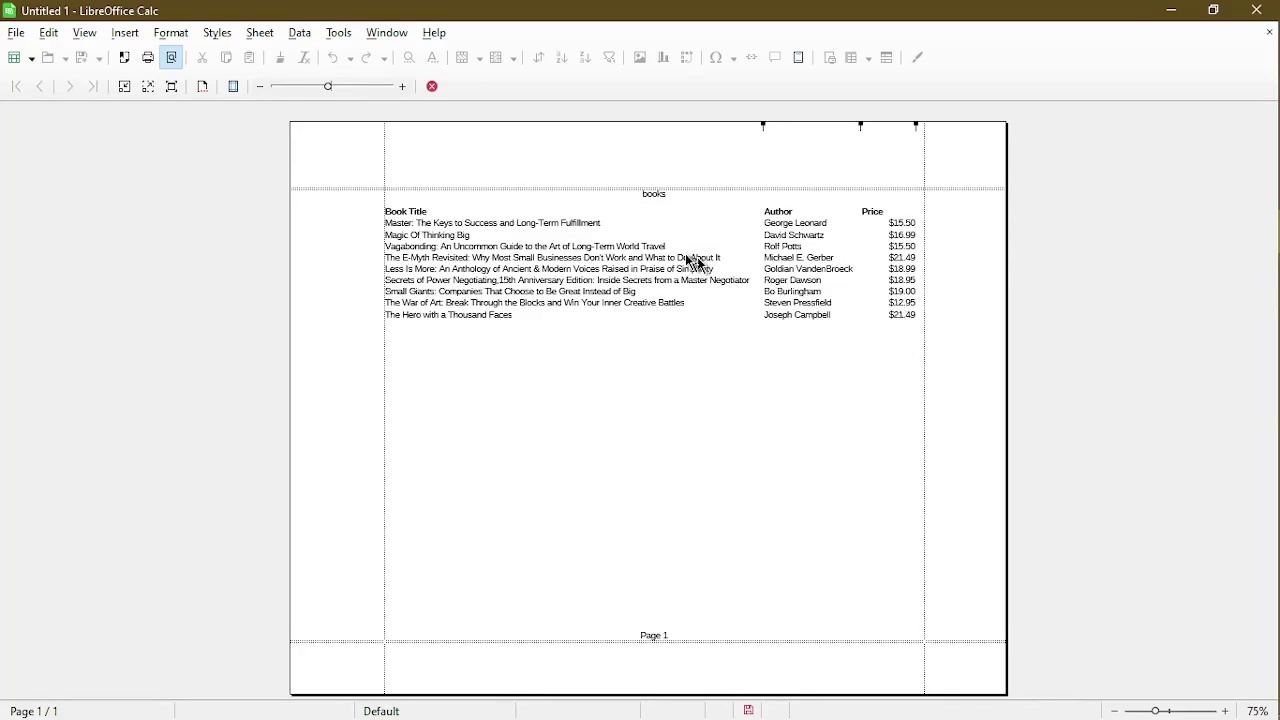 Untitled 1 - LibreOffice Calc
File Edit View Insert Format Styles Sheet Data Tools Window Help
books
Book Title Author Price
Master: The Keys to Success and Long-Term Fulfillment George Leonard $15.50
Magic Of Thinking Big David Schwartz $16.99
Vagabonding: An Uncommon Guide to the Art of Long-Term World Travel Rolf Potts $15.50
The E-Myth Revisited: Why Most Small Businesses Don't Work and What to Do About It Michael E. Gerber $21.49
Less Is More: An Anthology of Ancient & Modern Voices Raised in Praise of Simplicity Goldian VandenBroeck $18.99
Secrets of Power Negotiating,15th Anniversary Edition: Inside Secrets from a Master Negotiator Roger Dawson $18.95
Small Giants: Companies That Choose to Be Great Instead of Big Bo Burlingham $19.00
The War of Art: Break Through the Blocks and Win Your Inner Creative Battles Steven Pressfield $12.95
The Hero with a Thousand Faces Joseph Campbell $21.49
Page 1
Page 1 / 1 Default 75%